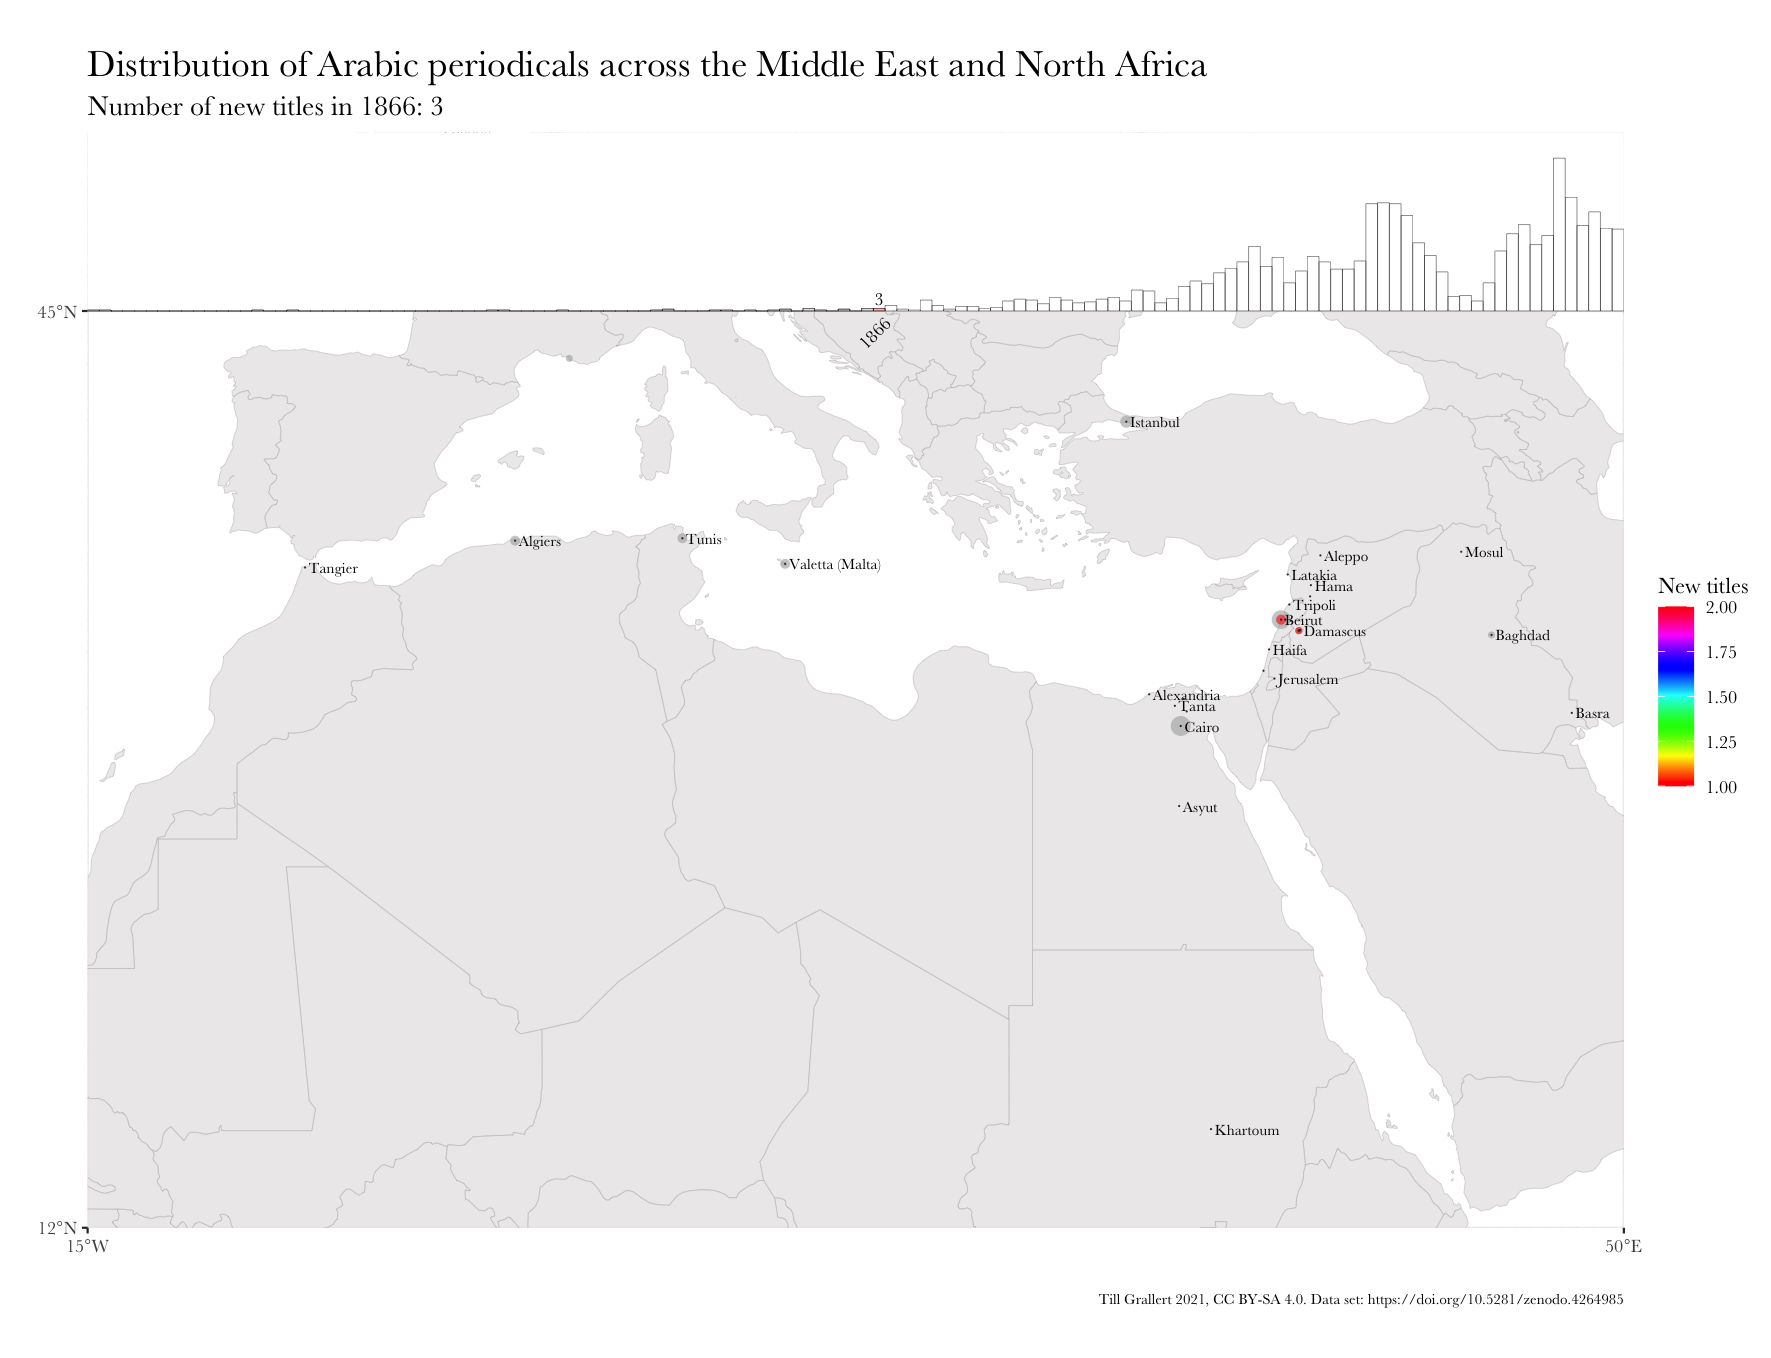 Distribution of Arabic periodicals across the Middle East and North Africa
Number of new titles in 1866: 3
3
45°N
1866
Istanbul
Algiers
Tunis
Valetta (Malta)
Tangier
Aleppo
Mosul
Latakia
Hama
Tripoli
Beirut
Damascus
Baghdad
Haifa
Jerusalem
Alexandria
Tanta
Basra
Cairo
Asyut
Khartoum
New titles
2.00
1.75
1.50
1.25
1.00
12°N
15°W
50°E
Till Grallert 2021, CC BY-SA 4.0. Data set: https://doi.org/10.5281/zenodo.4264985